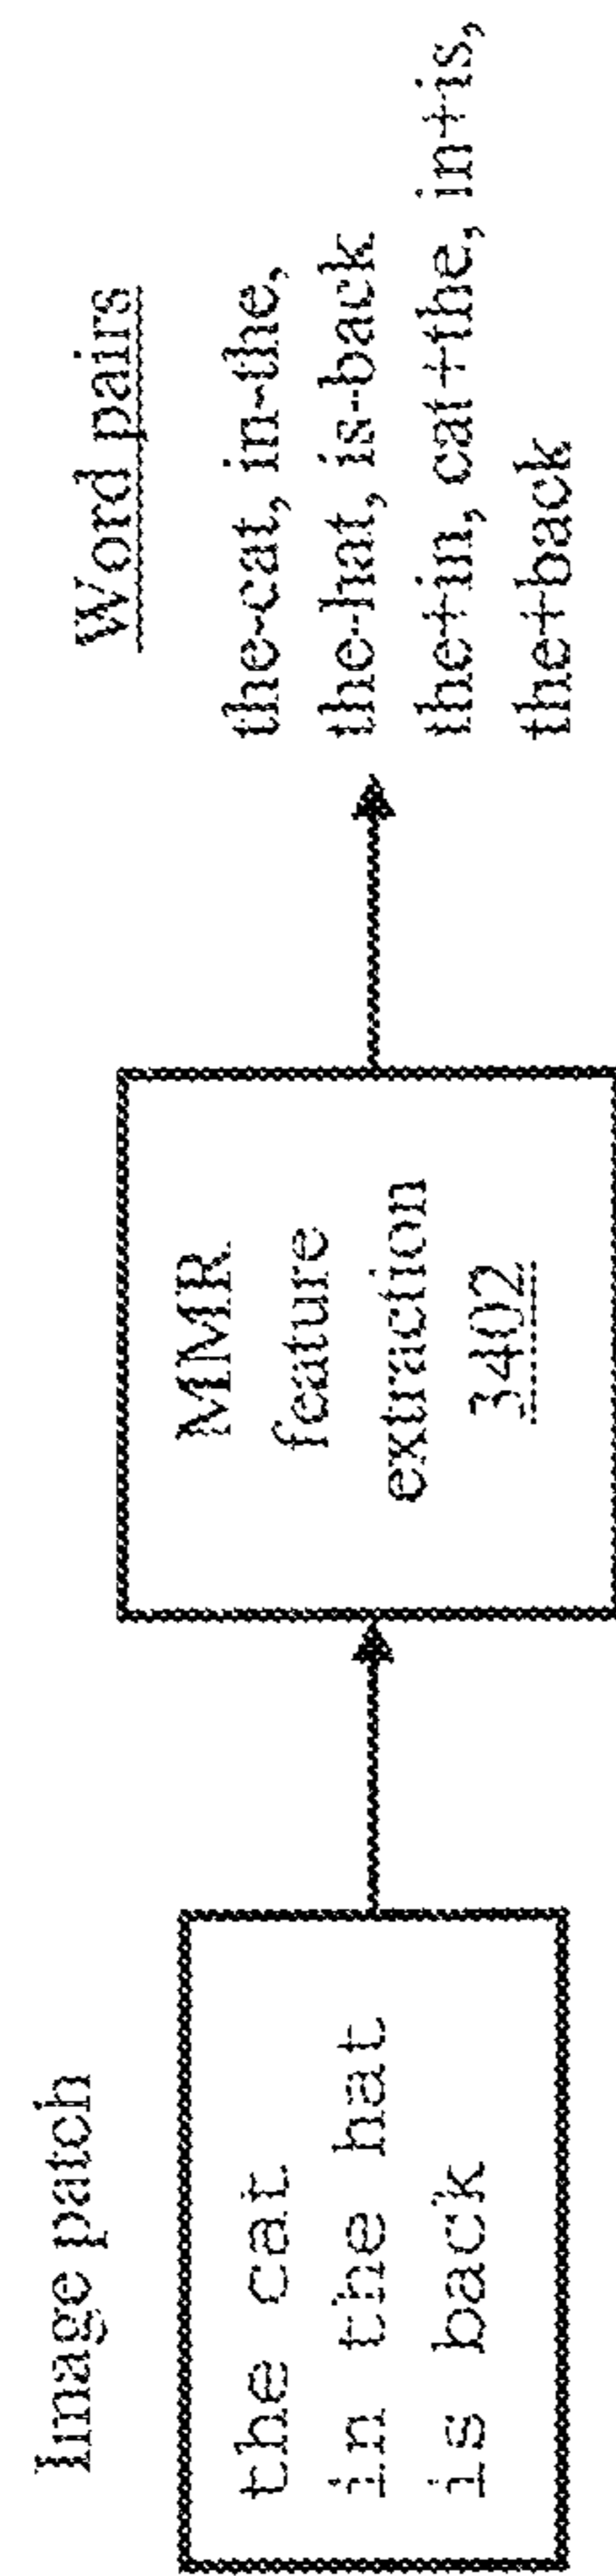 Image patch
the cat
in the hat
is back
MMR
feature
extraction
3402
Word pairs
the-cat, in-the,
the-hat, is-back
the+in, cat+the, in+is,
the+back